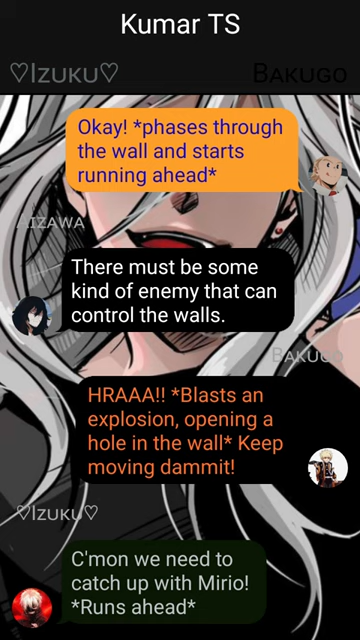 Kumar TS
♡Izuku♡ Bakugo
Okay! *phases through
the wall and starts
running ahead*
Aizawa
There must be some
kind of enemy that can
control the walls.
Bakugo
HRAAA!! *Blasts an
explosion, opening a
hole in the wall* Keep
moving dammit!
♡Izuku♡
C'mon we need to
catch up with Mirio!
*Runs ahead*